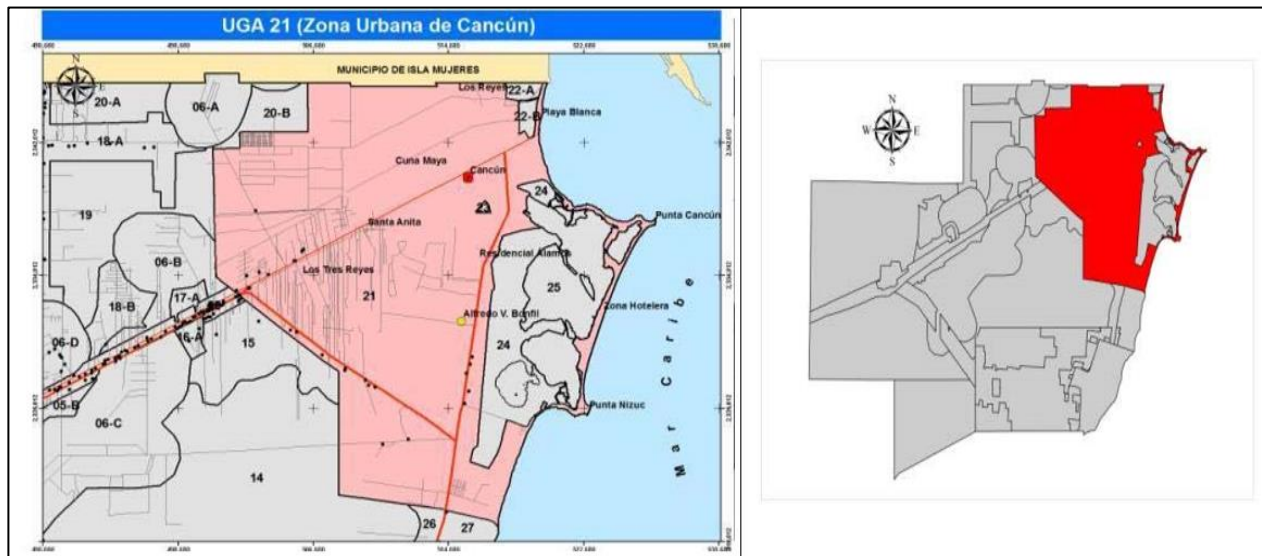 UGA 21 (Zona Urbana de Cancún)
MUNICIPIO DE ISLA MUJERES
N
E
S
20-A
06-A
20-B
Los Reyes
22-A
22-B
Playa Blanca
18-A
Cuna Maya
Cancún
19
23
24
Santa Anita
Punta Cancún
06-B
Residencial Alamos
Los Tres Reyes
21
25
17-A
18-B
Zona Hotelera
Alfredo V. Bonfil
16-A
15
24
06-D
05-B
06-C
Punta Nizuc
Mar Caribe
14
26
27
N
W
E
S